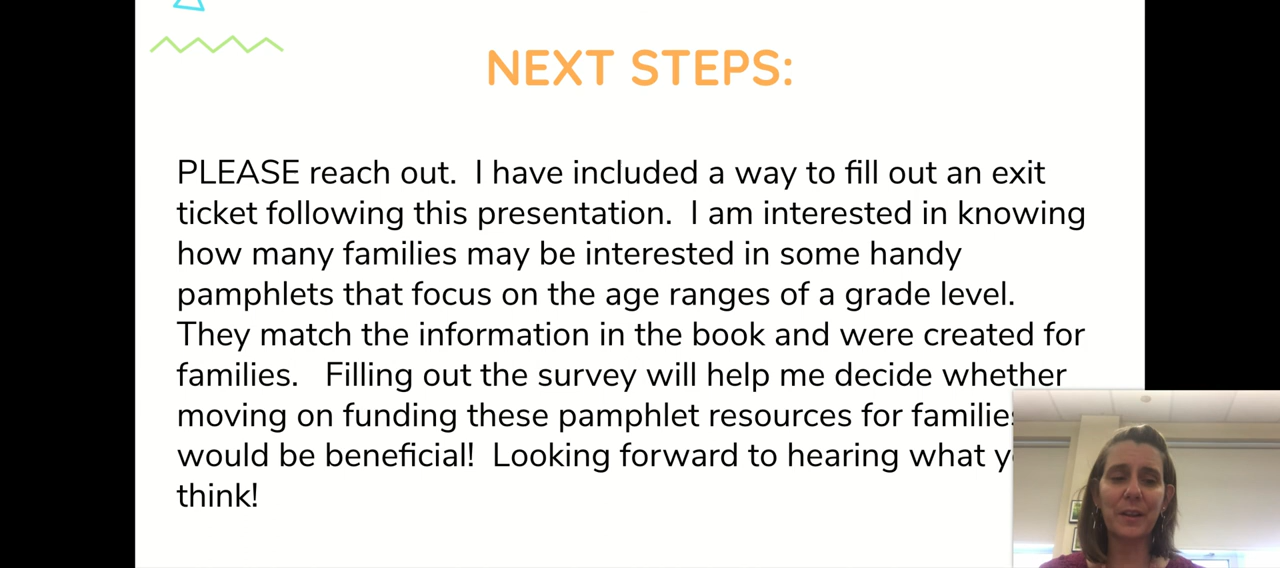 NEXT STEPS:
PLEASE reach out.  I have included a way to fill out an exit
ticket following this presentation.  I am interested in knowing
how many families may be interested in some handy
pamphlets that focus on the age ranges of a grade level.
They match the information in the book and were created for
families.   Filling out the survey will help me decide whether
moving on funding these pamphlet resources for families
would be beneficial!  Looking forward to hearing what
think!